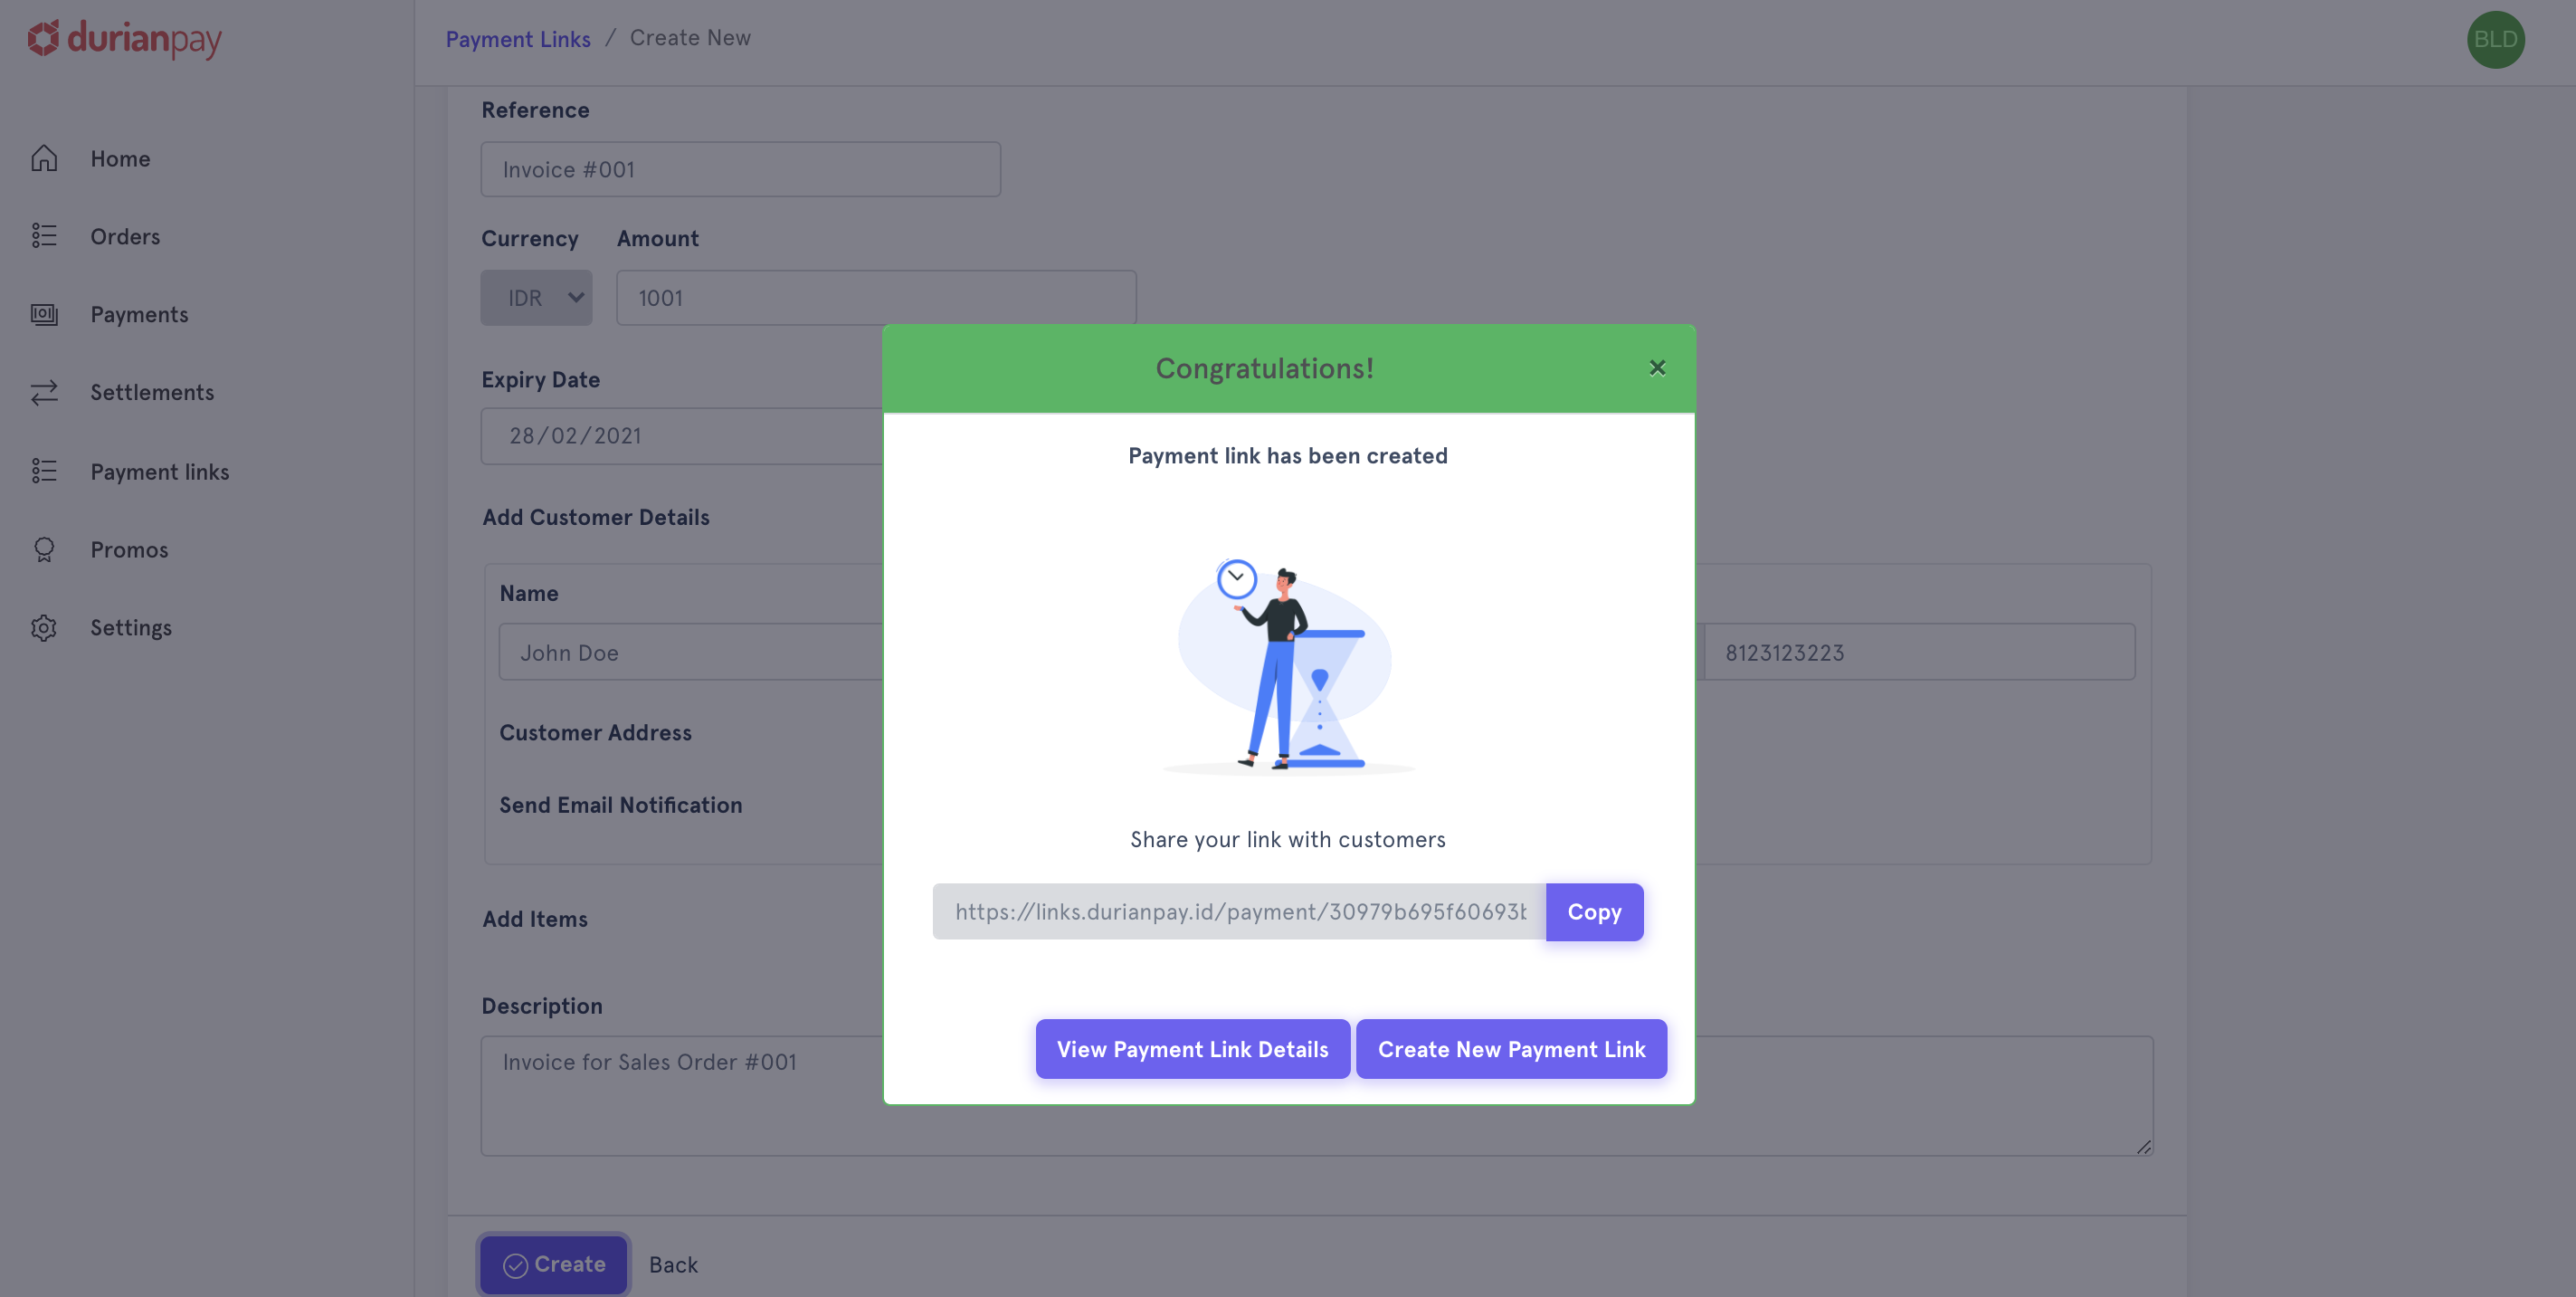 durianpay
Payment Links / Create New
BLD
Home
Orders
Payments
Settlements
Payment links
Promos
Settings
Reference
Invoice #001
Currency Amount
IDR 1001
Expiry Date
28/02/2021
Add Customer Details
Name
John Doe
8123123223
Customer Address
Send Email Notification
Add Items
Description
Invoice for Sales Order #001
Create Back
Congratulations! ×
Payment link has been created
Share your link with customers
https://links.durianpay.id/payment/30979b695f60693b Copy
View Payment Link Details Create New Payment Link